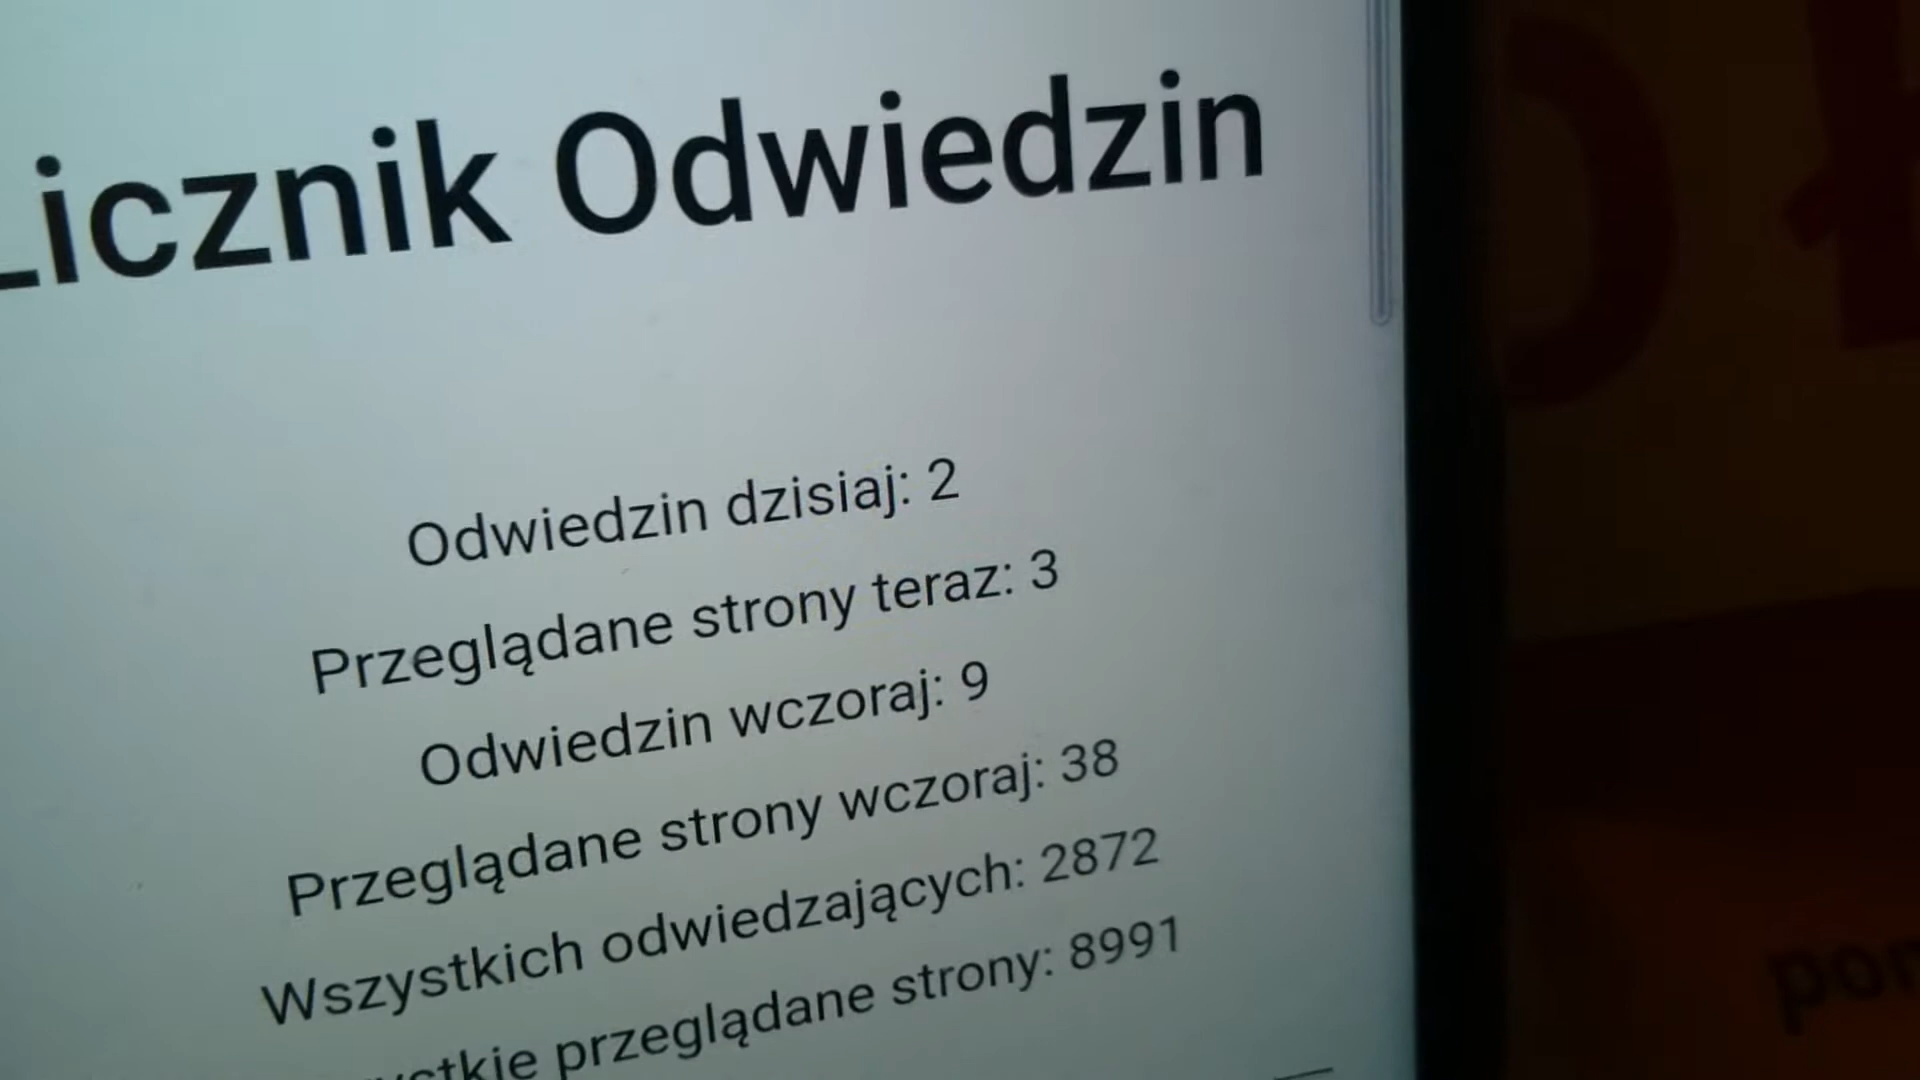 Licznik Odwiedzin
Odwiedzin dzisiaj: 2
Przeglądane strony teraz: 3
Odwiedzin wczoraj: 9
Przeglądane strony wczoraj: 38
Wszystkich odwiedzających: 2872
przeglądane strony: 8991